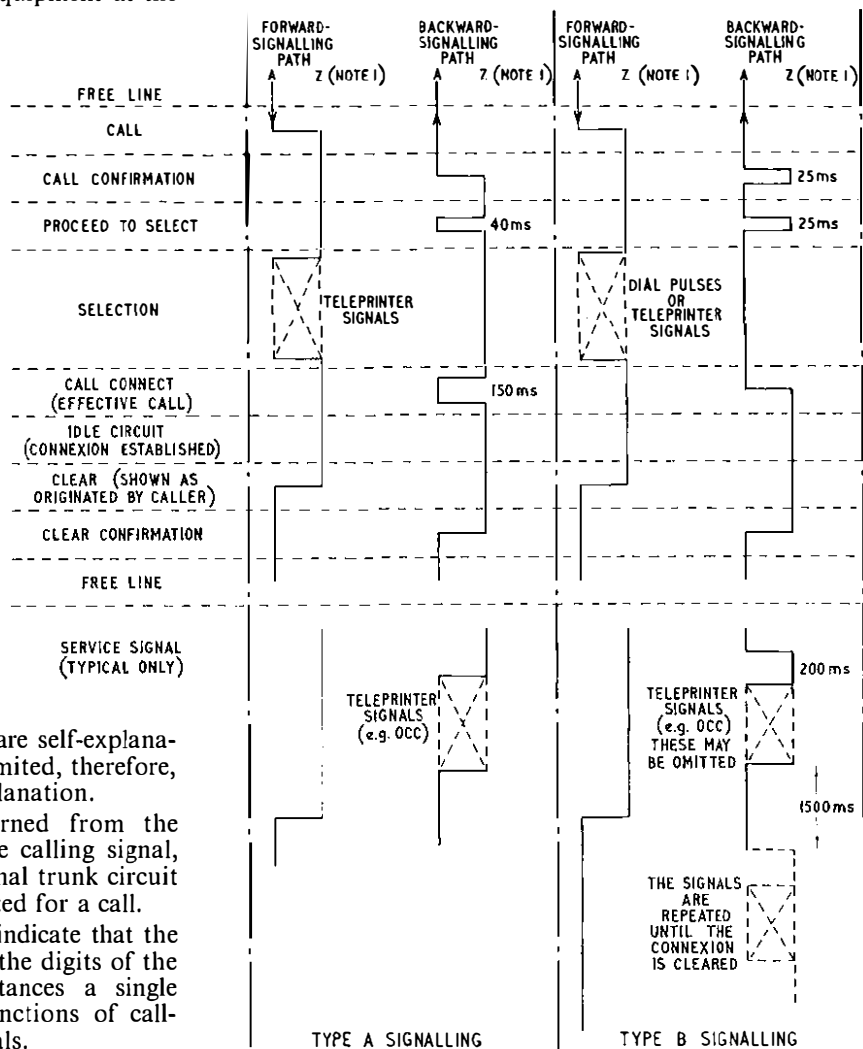 quipment at the
FORWARD-
SIGNALLING
PATH
A Z (NOTE 1)
BACKWARD-
SIGNALLING
PATH
A Z (NOTE 1)
FORWARD-
SIGNALLING
PATH
A Z (NOTE 1)
BACKWARD-
SIGNALLING
PATH
A Z (NOTE 1)
FREE LINE
CALL
CALL CONFIRMATION
25ms
PROCEED TO SELECT
40ms
25ms
SELECTION
TELEPRINTER
SIGNALS
DIAL PULSES
OR
TELEPRINTER
SIGNALS
CALL CONNECT
(EFFECTIVE CALL)
150ms
IDLE CIRCUIT
(CONNEXION ESTABLISHED)
CLEAR (SHOWN AS
ORIGINATED BY CALLER)
CLEAR CONFIRMATION
FREE LINE
SERVICE SIGNAL
(TYPICAL ONLY)
TELEPRINTER
SIGNALS
(e.g. OCC)
200ms
TELEPRINTER
SIGNALS
(e.g. OCC)
THESE MAY
BE OMITTED
1500ms
THE SIGNALS
ARE
REPEATED
UNTIL THE
CONNEXION
IS CLEARED
TYPE A SIGNALLING
TYPE B SIGNALLING
are self-explana-
mited, therefore,
lanation.
rned from the
e calling signal,
nal trunk circuit
ted for a call.
indicate that the
the digits of the
tances a single
nctions of call-
als.